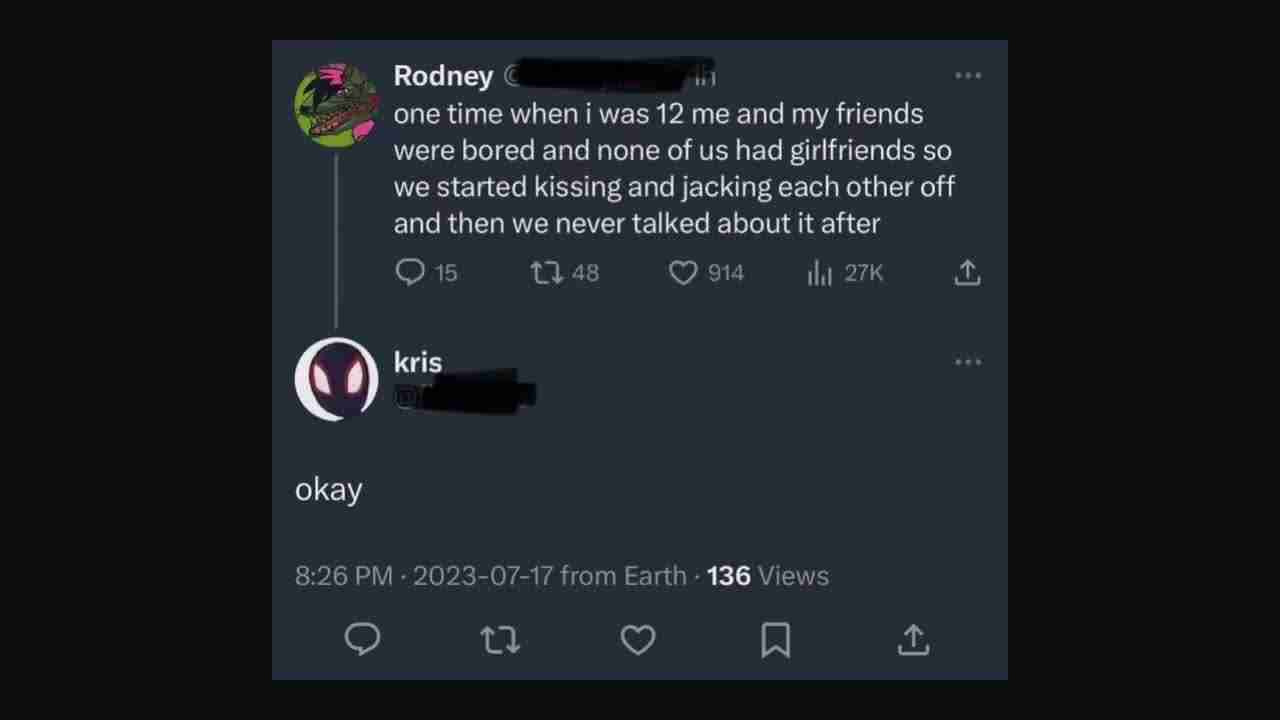 Rodney
one time when i was 12 me and my friends
were bored and none of us had girlfriends so
we started kissing and jacking each other off
and then we never talked about it after
15 48 914 27K
kris
okay
8:26 PM · 2023-07-17 from Earth · 136 Views